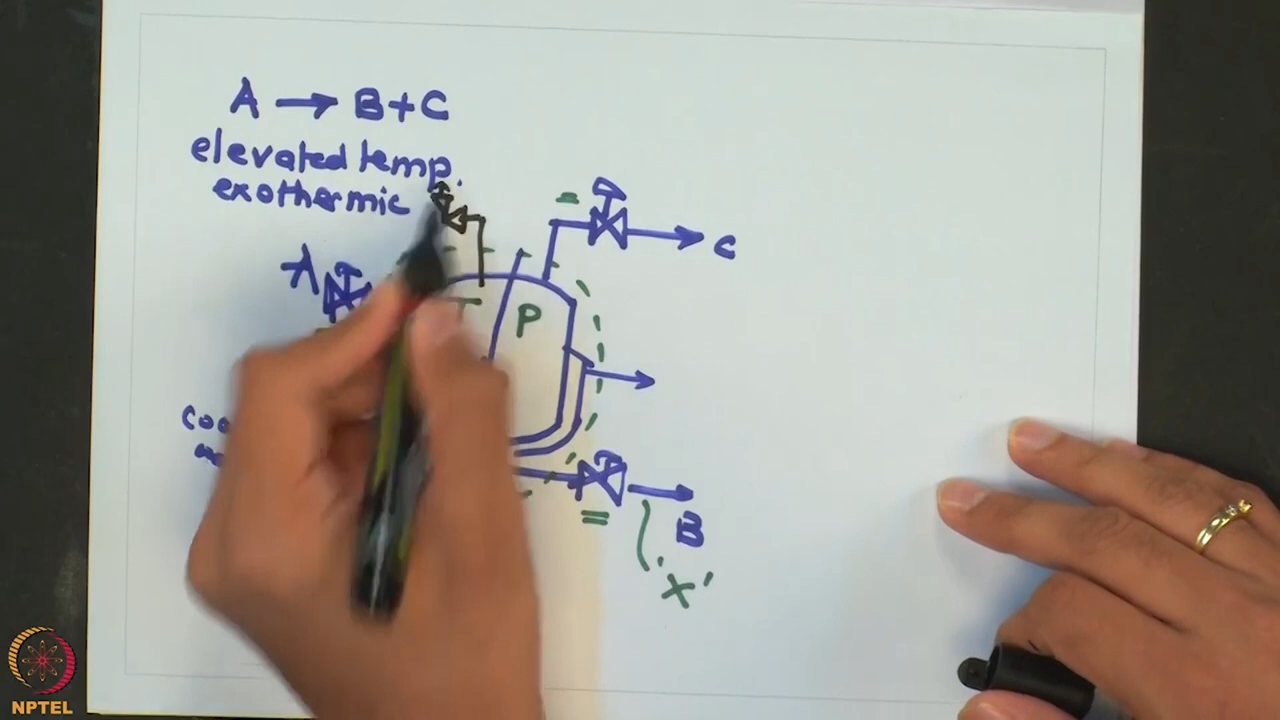 A → B+C
elevated temp.
exothermic
A
C
P
B
'x'
NPTEL